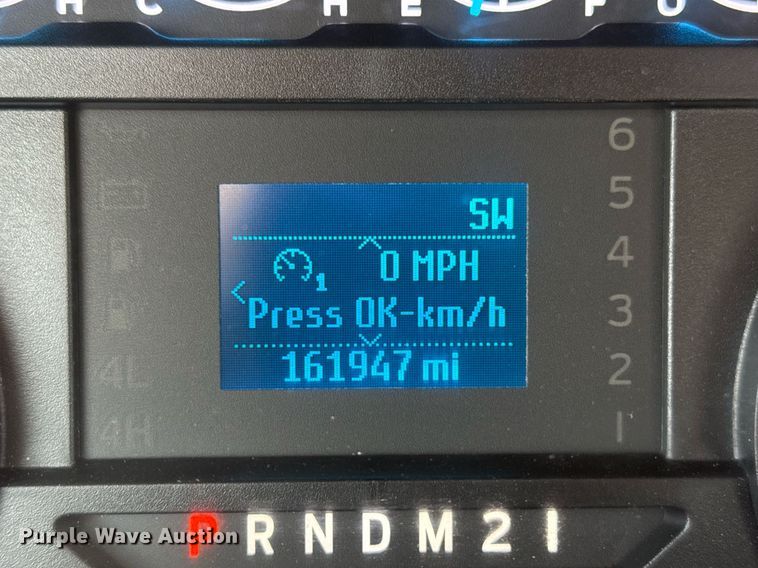 H C H E F U
6
SW
5
0 MPH
4
1
Press OK-km/h
3
161947 mi
4L 2
4H 1
P R N D M 2 1
Purple Wave Auction